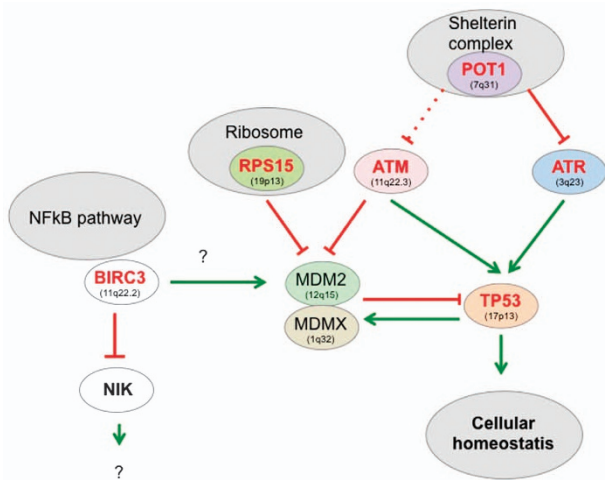 Shelterin
complex
POT1
(7q31)
Ribosome
RPS15
(19p13)
ATM
(11q22.3)
ATR
(3q23)
NFkB pathway
BIRC3
(11q22.2)
?
MDM2
(12q15)
MDMX
(1q32)
TP53
(17p13)
NIK
?
Cellular
homeostatis